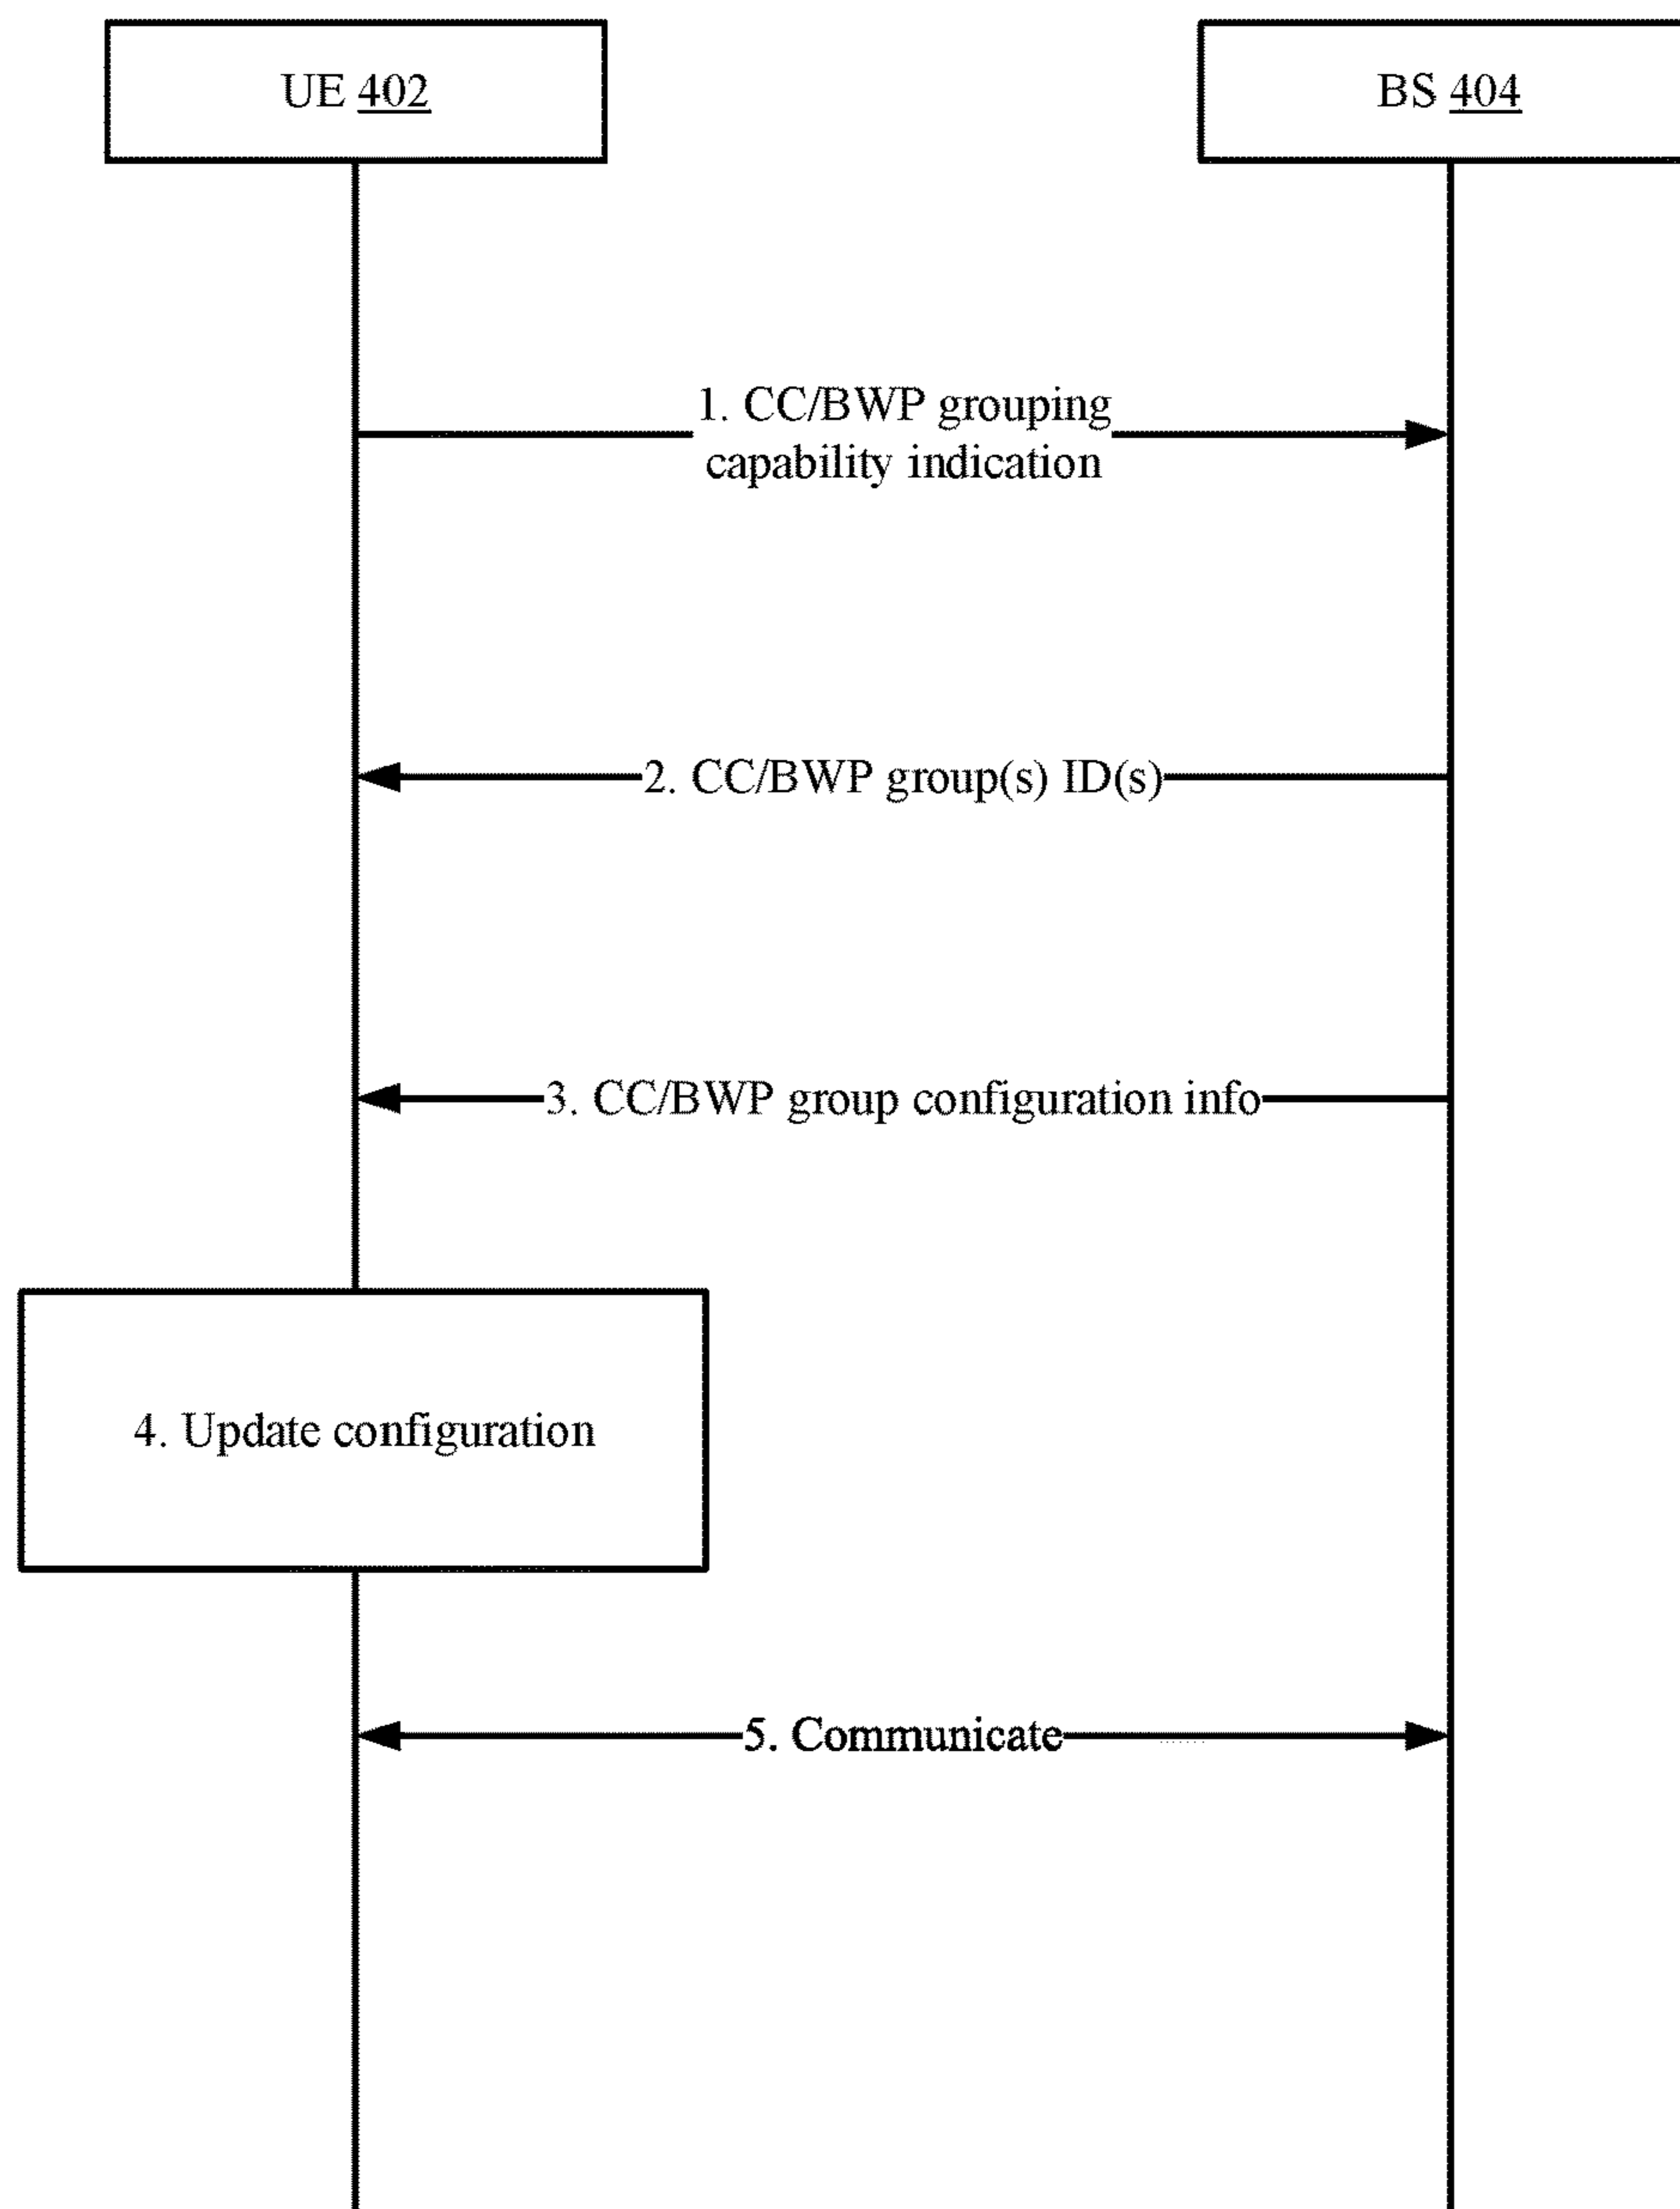 UE 402
BS 404
1. CC/BWP grouping
capability indication
2. CC/BWP group(s) ID(s)
3. CC/BWP group configuration info
4. Update configuration
5. Communicate